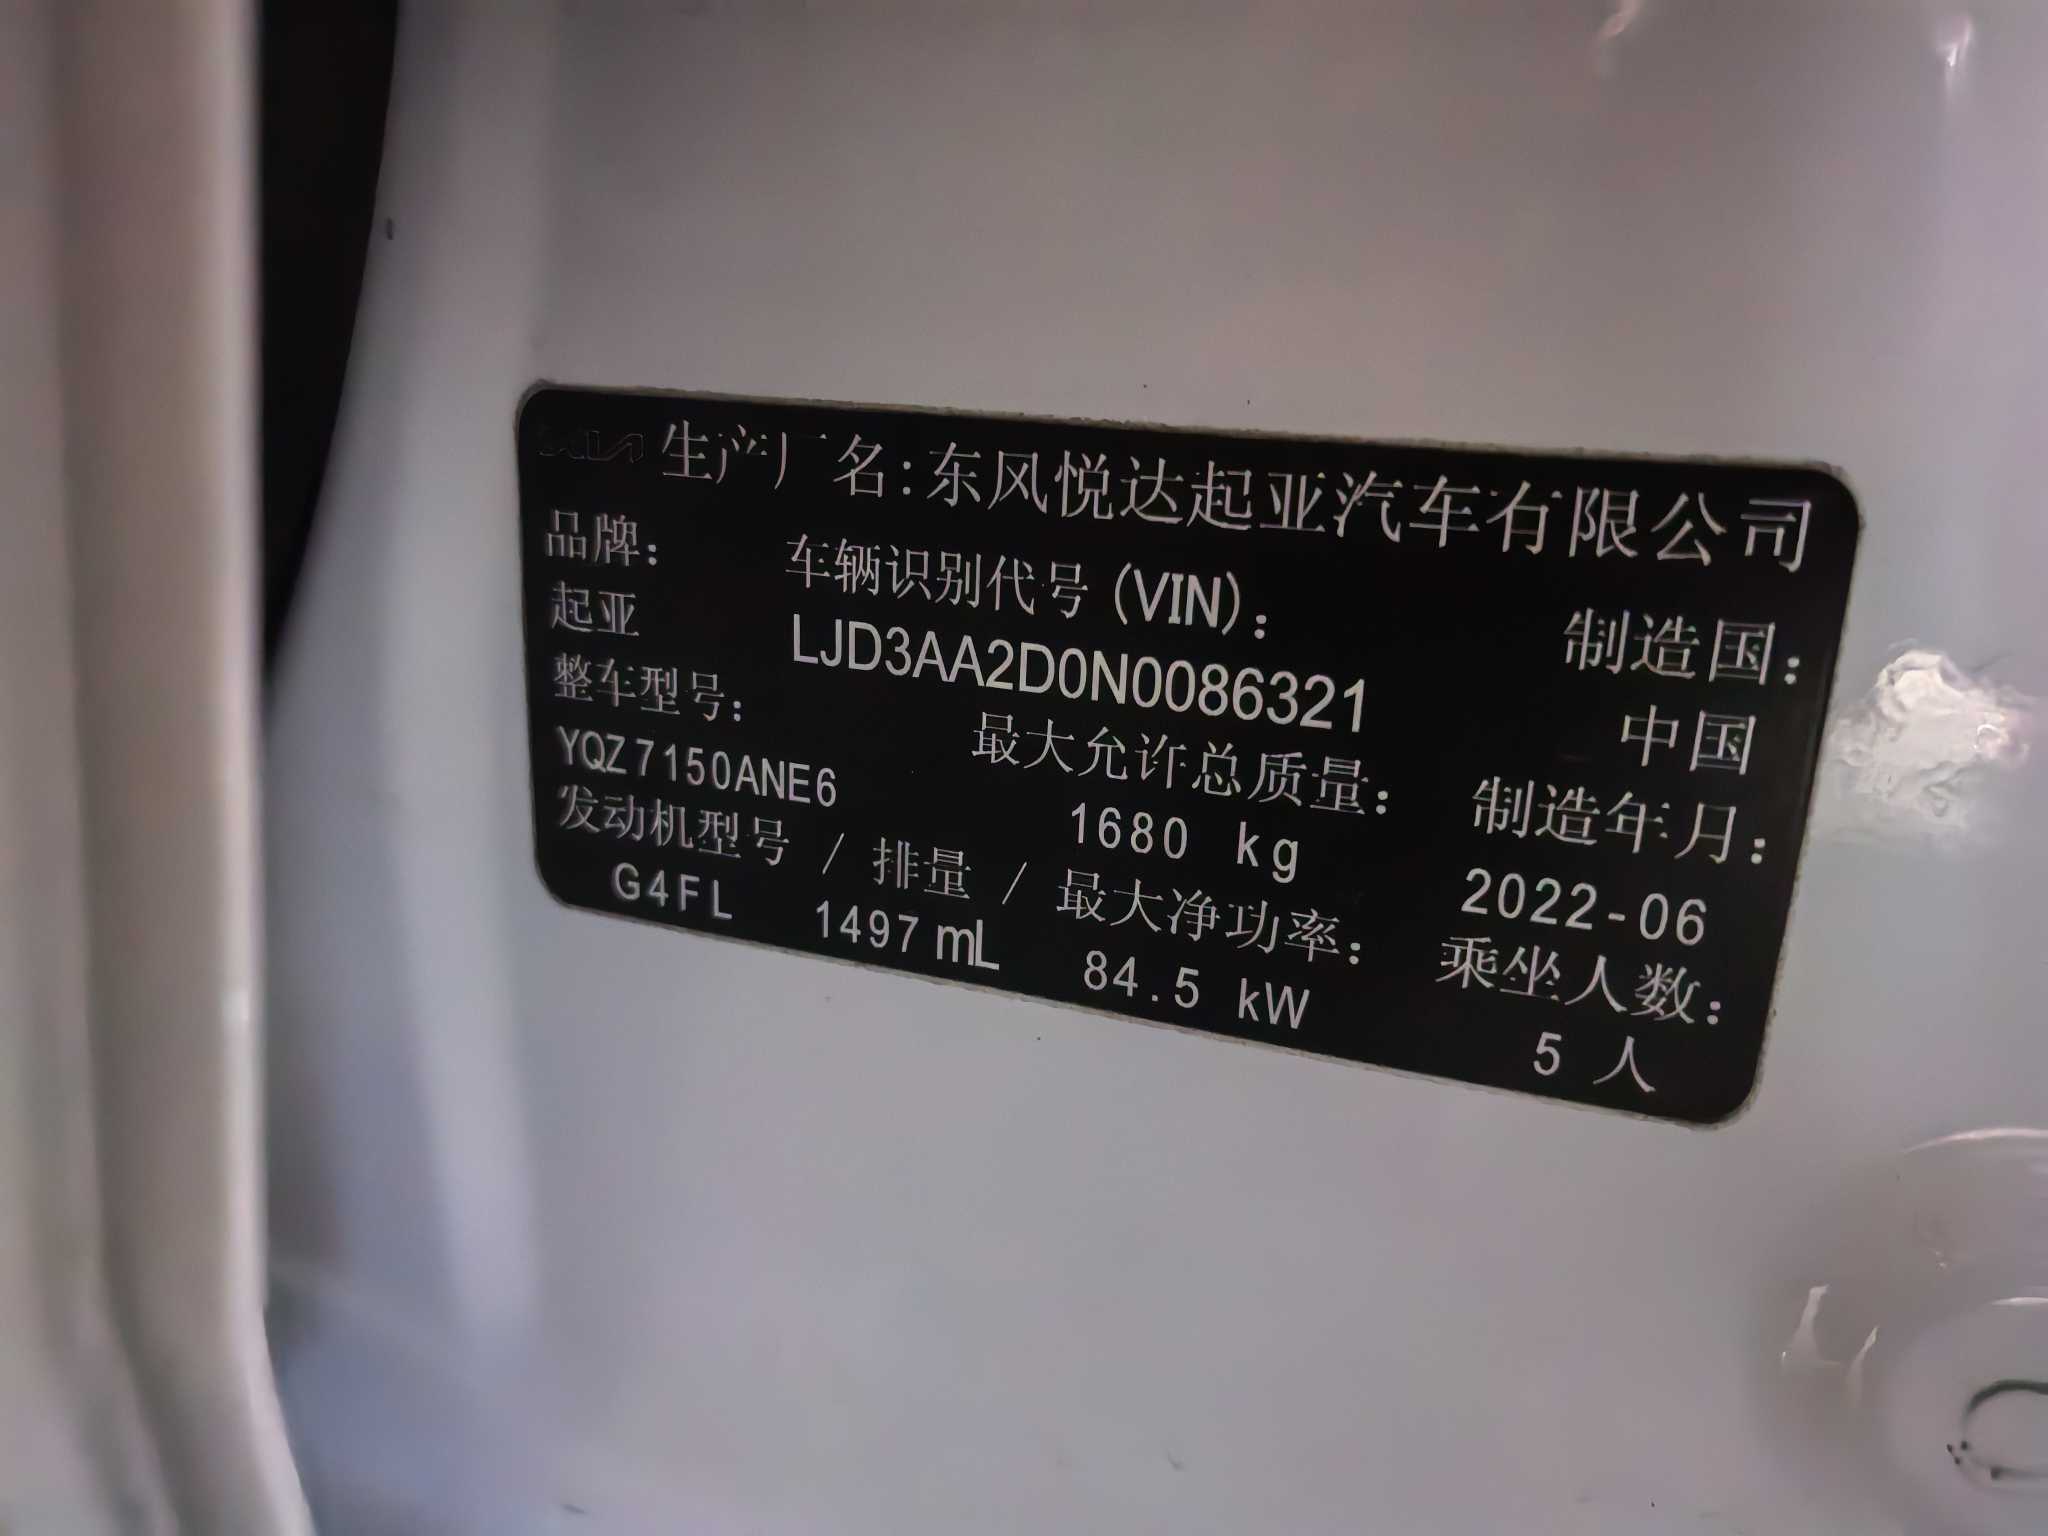 KIA 生产厂名:东风悦达起亚汽车有限公司
品牌: 车辆识别代号(VIN): 制造国:
起亚 LJD3AA2D0N0086321 中国
整车型号: 最大允许总质量: 制造年月:
YQZ7150ANE6 1680 kg 2022-06
发动机型号 / 排量 / 最大净功率: 乘坐人数:
G4FL 1497 mL 84.5 kW 5 人